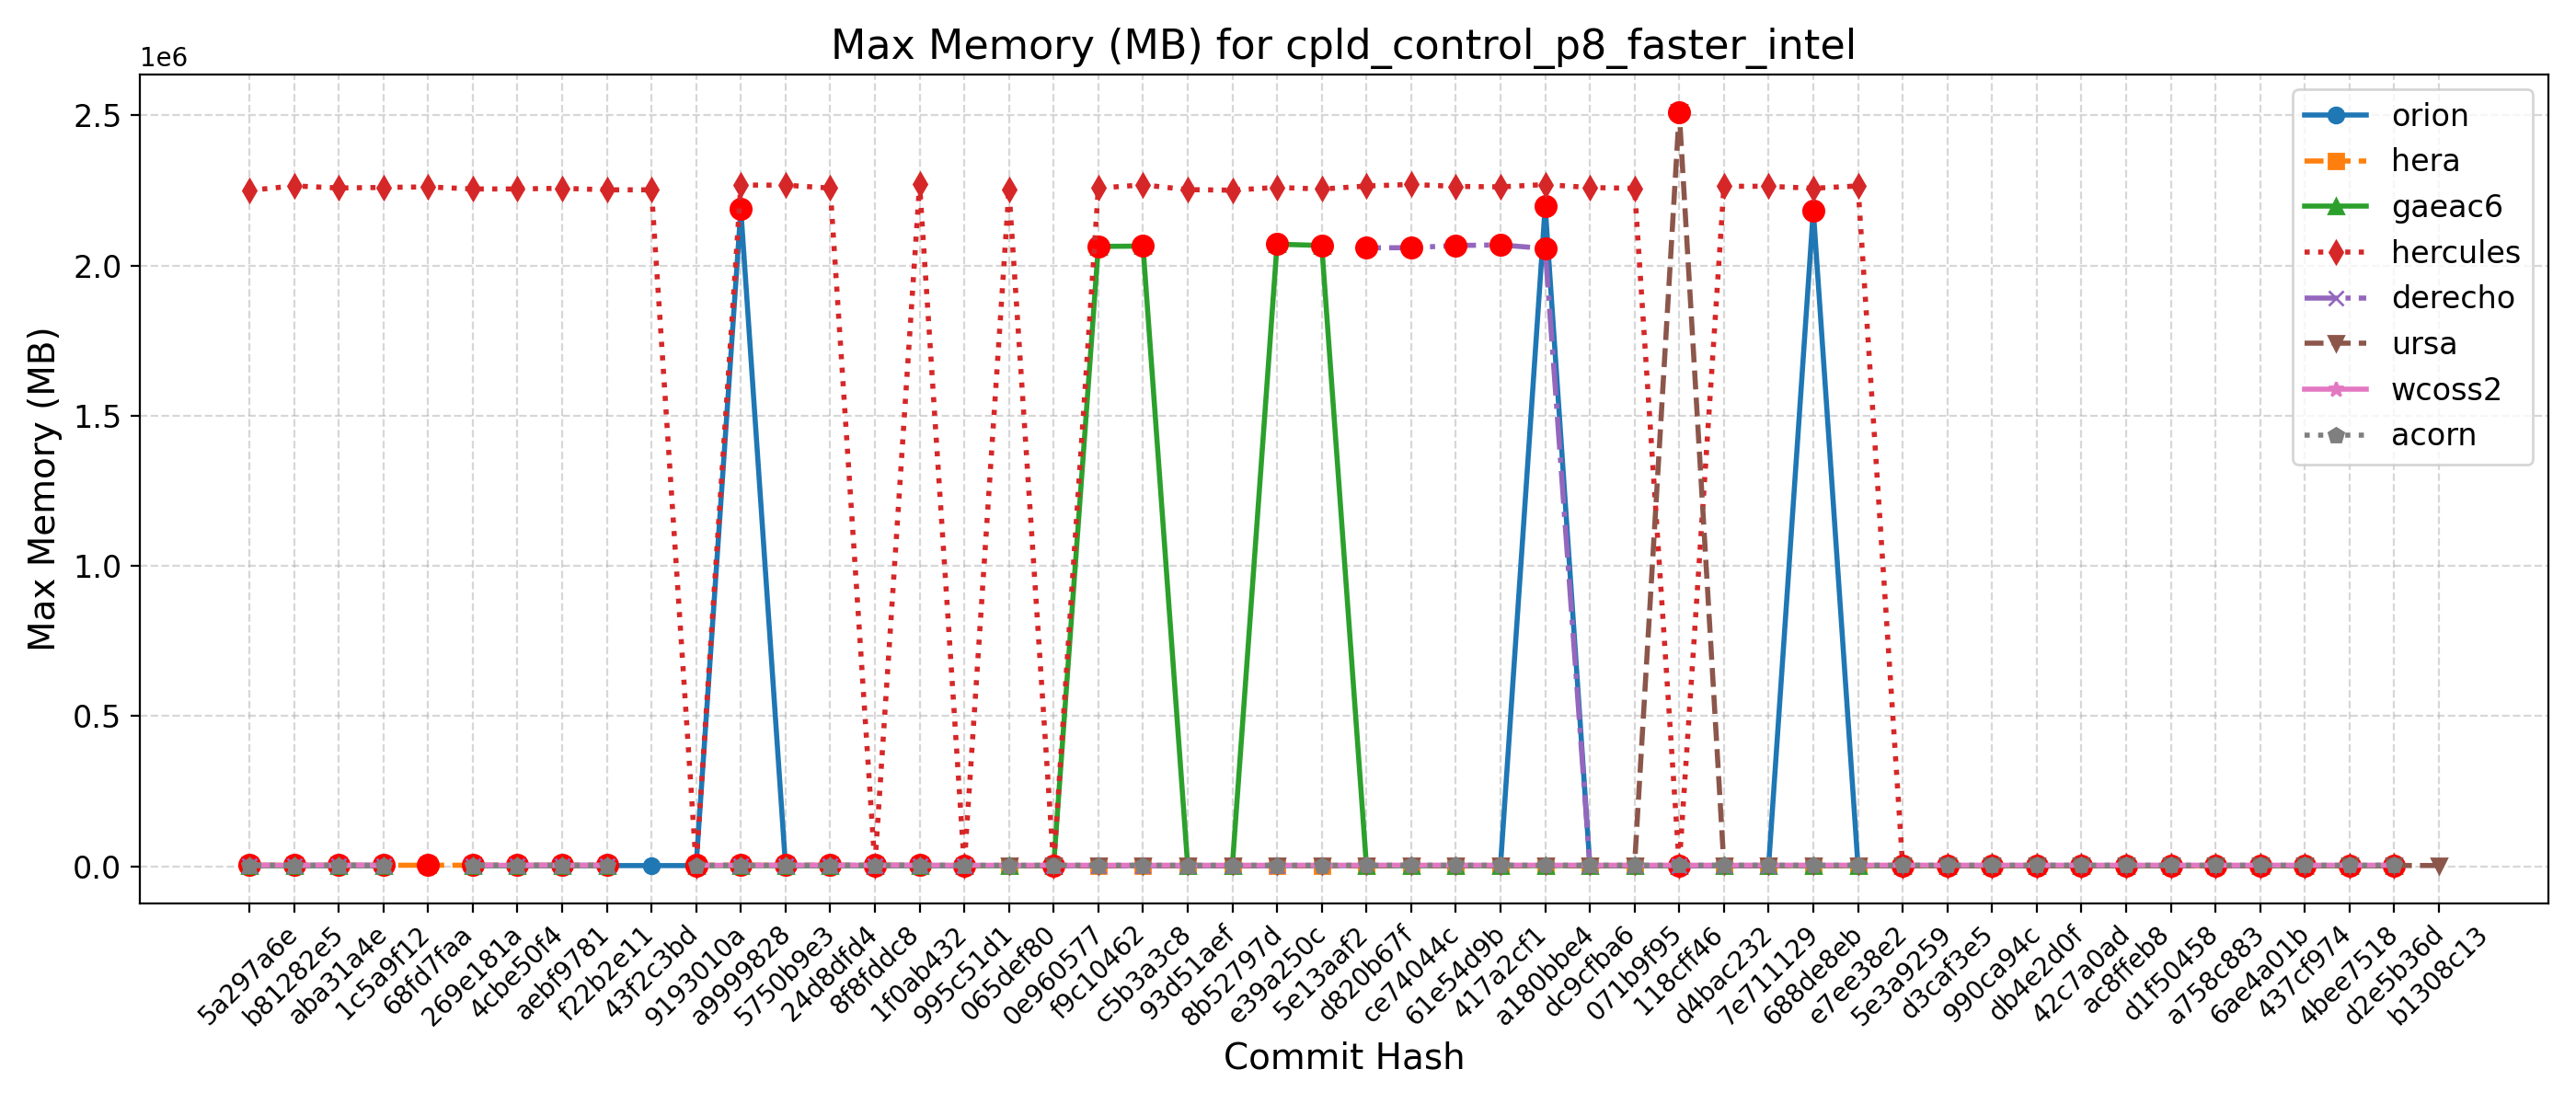 Max Memory (MB) for cpld_control_p8_faster_intel
1e6
2.5
2.0
1.5
1.0
0.5
0.0
Max Memory (MB)
orion
hera
gaeac6
hercules
derecho
ursa
wcoss2
acorn
5a297a6e
b81282e5
aba31a4e
1c5a9f12
68fd7faa
269e181a
4cbe50f4
aebf9781
f22b2e11
43f2c3bd
9193010a
a9999828
5750b9e3
24d8dfd4
8f8fddc8
1f0ab432
995c51d1
065def80
0e960577
f9c10462
c5b3a3c8
93d51aef
8b52797d
e39a250c
5e13aaf2
d820b67f
ce74044c
61e54d9b
417a2cf1
a180bbe4
dc9cfba6
071b9f95
118cff46
d4bac232
7e711129
688de8eb
e7ee38e2
5e3a9259
d3caf3e5
990ca94c
db4e2d0f
42c7a0ad
ac8ffeb8
d1f50458
a758c883
6ae4a01b
437cf974
4bee7518
d2e5b36d
b1308c13
Commit Hash